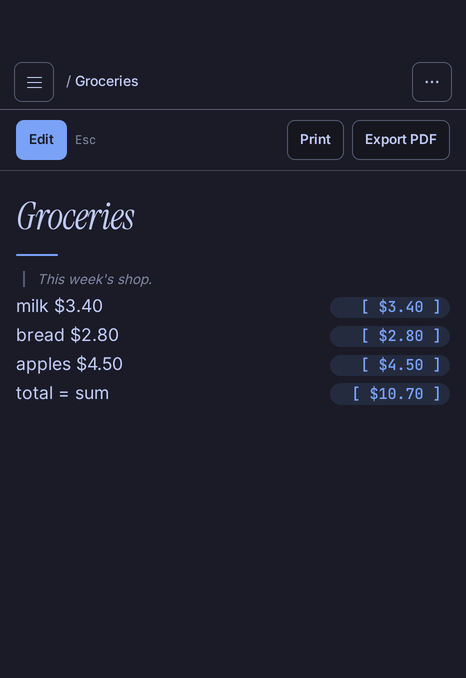 / Groceries
Edit Esc Print Export PDF
Groceries
This week's shop.
milk $3.40 [ $3.40 ]
bread $2.80 [ $2.80 ]
apples $4.50 [ $4.50 ]
total = sum [ $10.70 ]